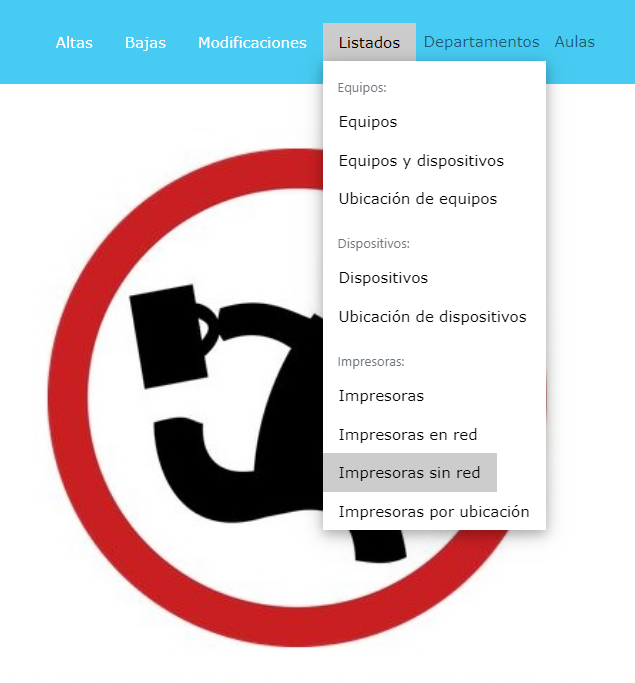 Altas Bajas Modificaciones Listados Departamentos Aulas
Equipos:
Equipos
Equipos y dispositivos
Ubicación de equipos
Dispositivos:
Dispositivos
Ubicación de dispositivos
Impresoras:
Impresoras
Impresoras en red
Impresoras sin red
Impresoras por ubicación